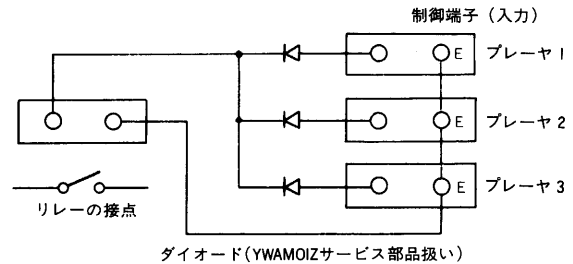 制御端子（入力）
E プレーヤ1
E プレーヤ2
E プレーヤ3
リレーの接点
ダイオード（YWAMOIZサービス部品扱い）